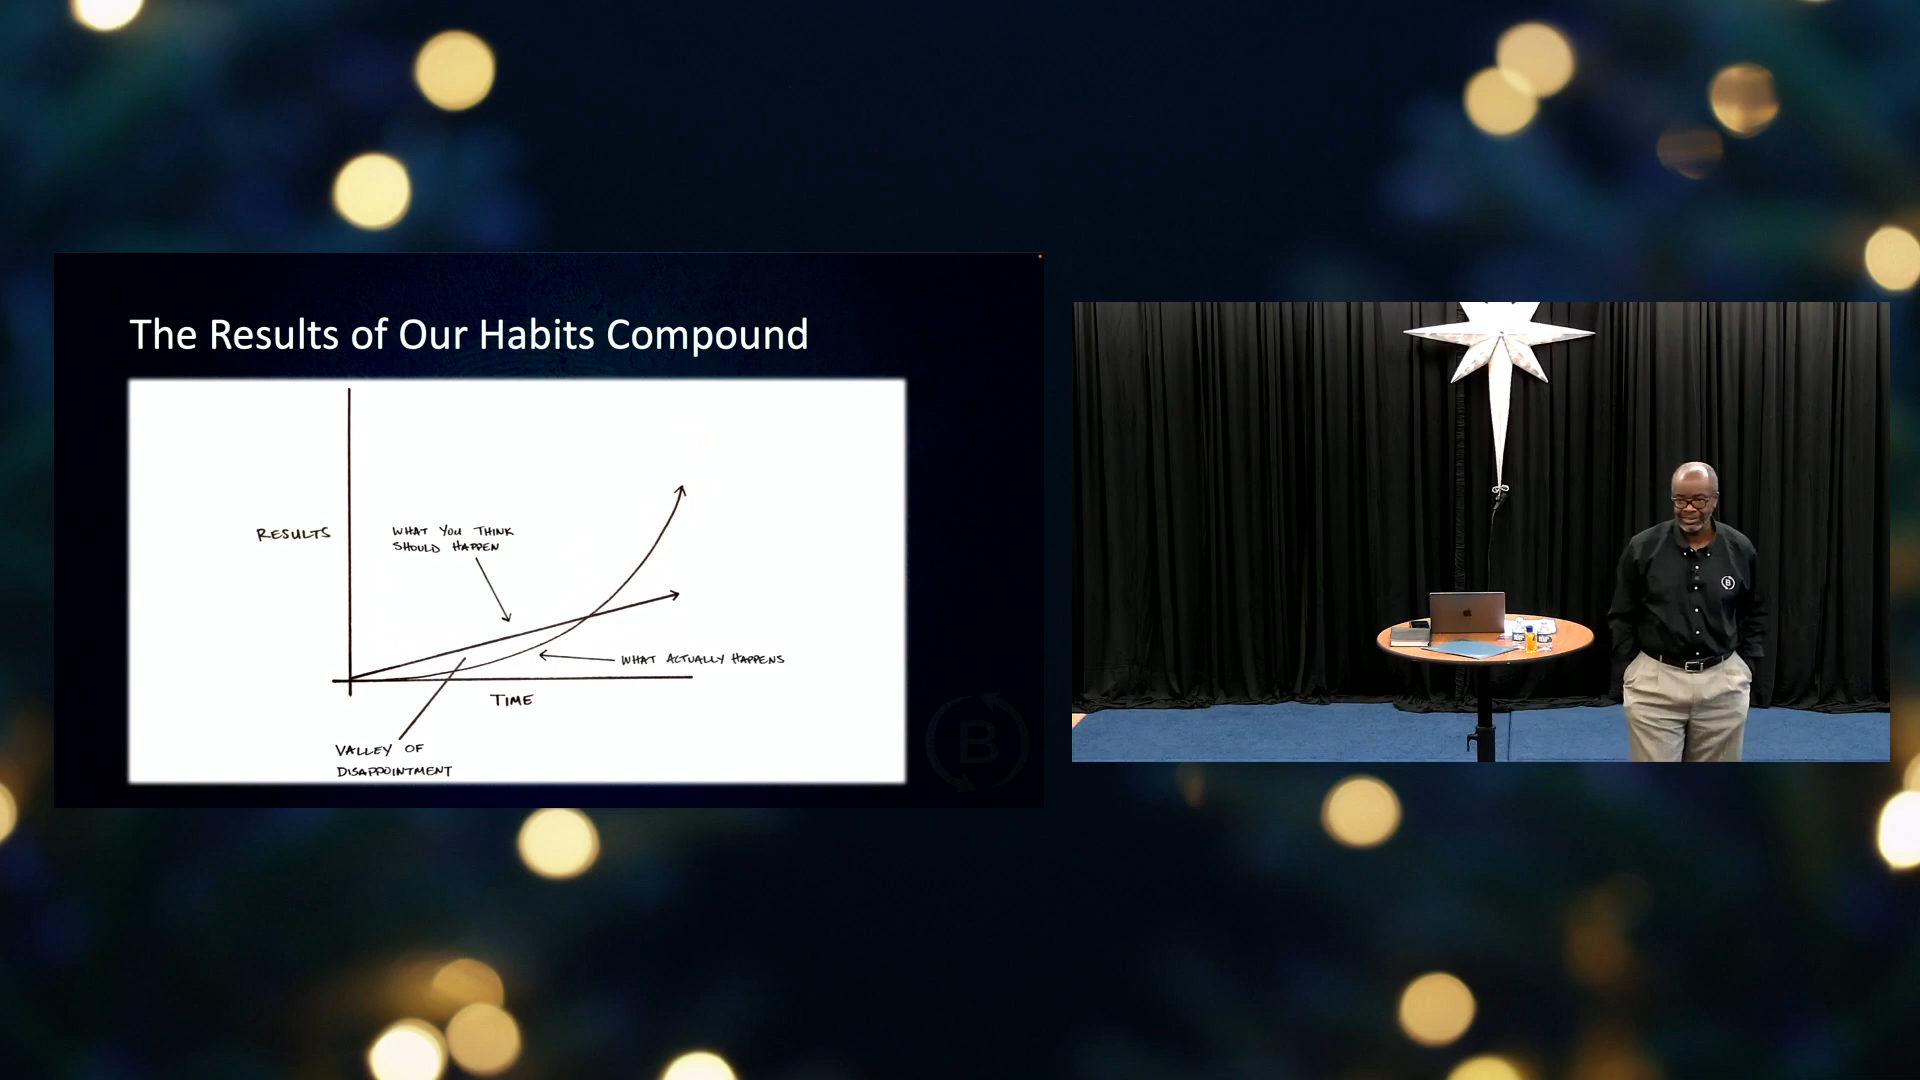 The Results of Our Habits Compound
RESULTS
WHAT YOU THINK
SHOULD HAPPEN
WHAT ACTUALLY HAPPENS
TIME
VALLEY OF
DISAPPOINTMENT
B
B